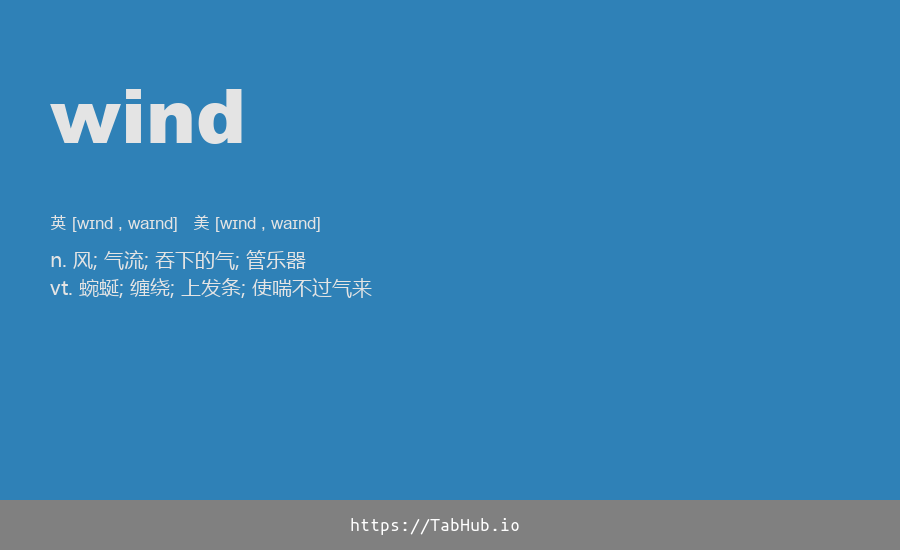 wind
英 [wɪnd , waɪnd] 美 [wɪnd , waɪnd]
n. 风; 气流; 吞下的气; 管乐器
vt. 蜿蜒; 缠绕; 上发条; 使喘不过气来
https://TabHub.io